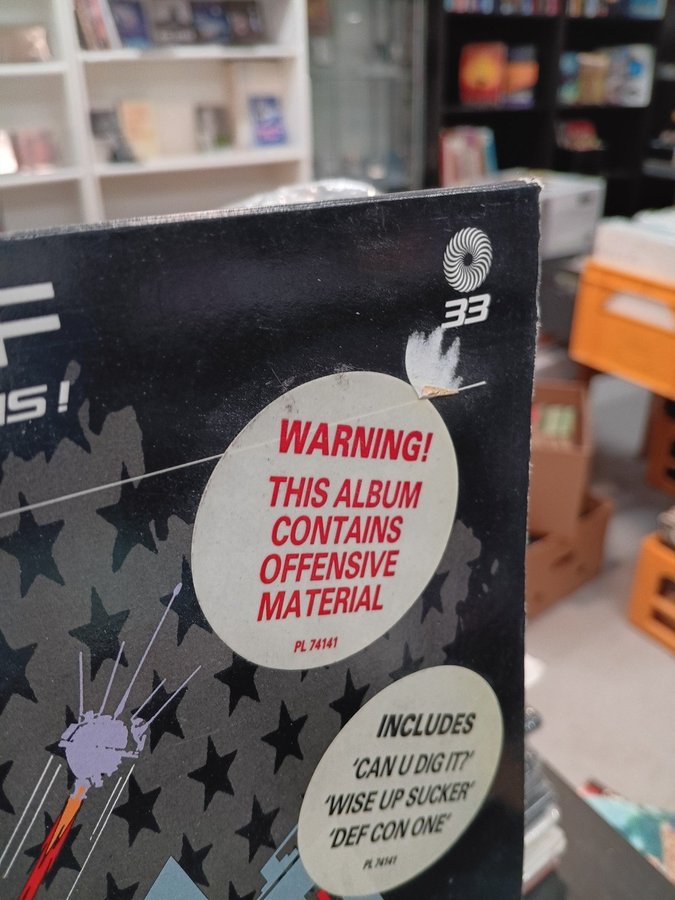 F
IS!
33
WARNING!
THIS ALBUM
CONTAINS
OFFENSIVE
MATERIAL
PL 74141
INCLUDES
'CAN U DIG IT?'
'WISE UP SUCKER'
'DEF CON ONE'
PL 74141